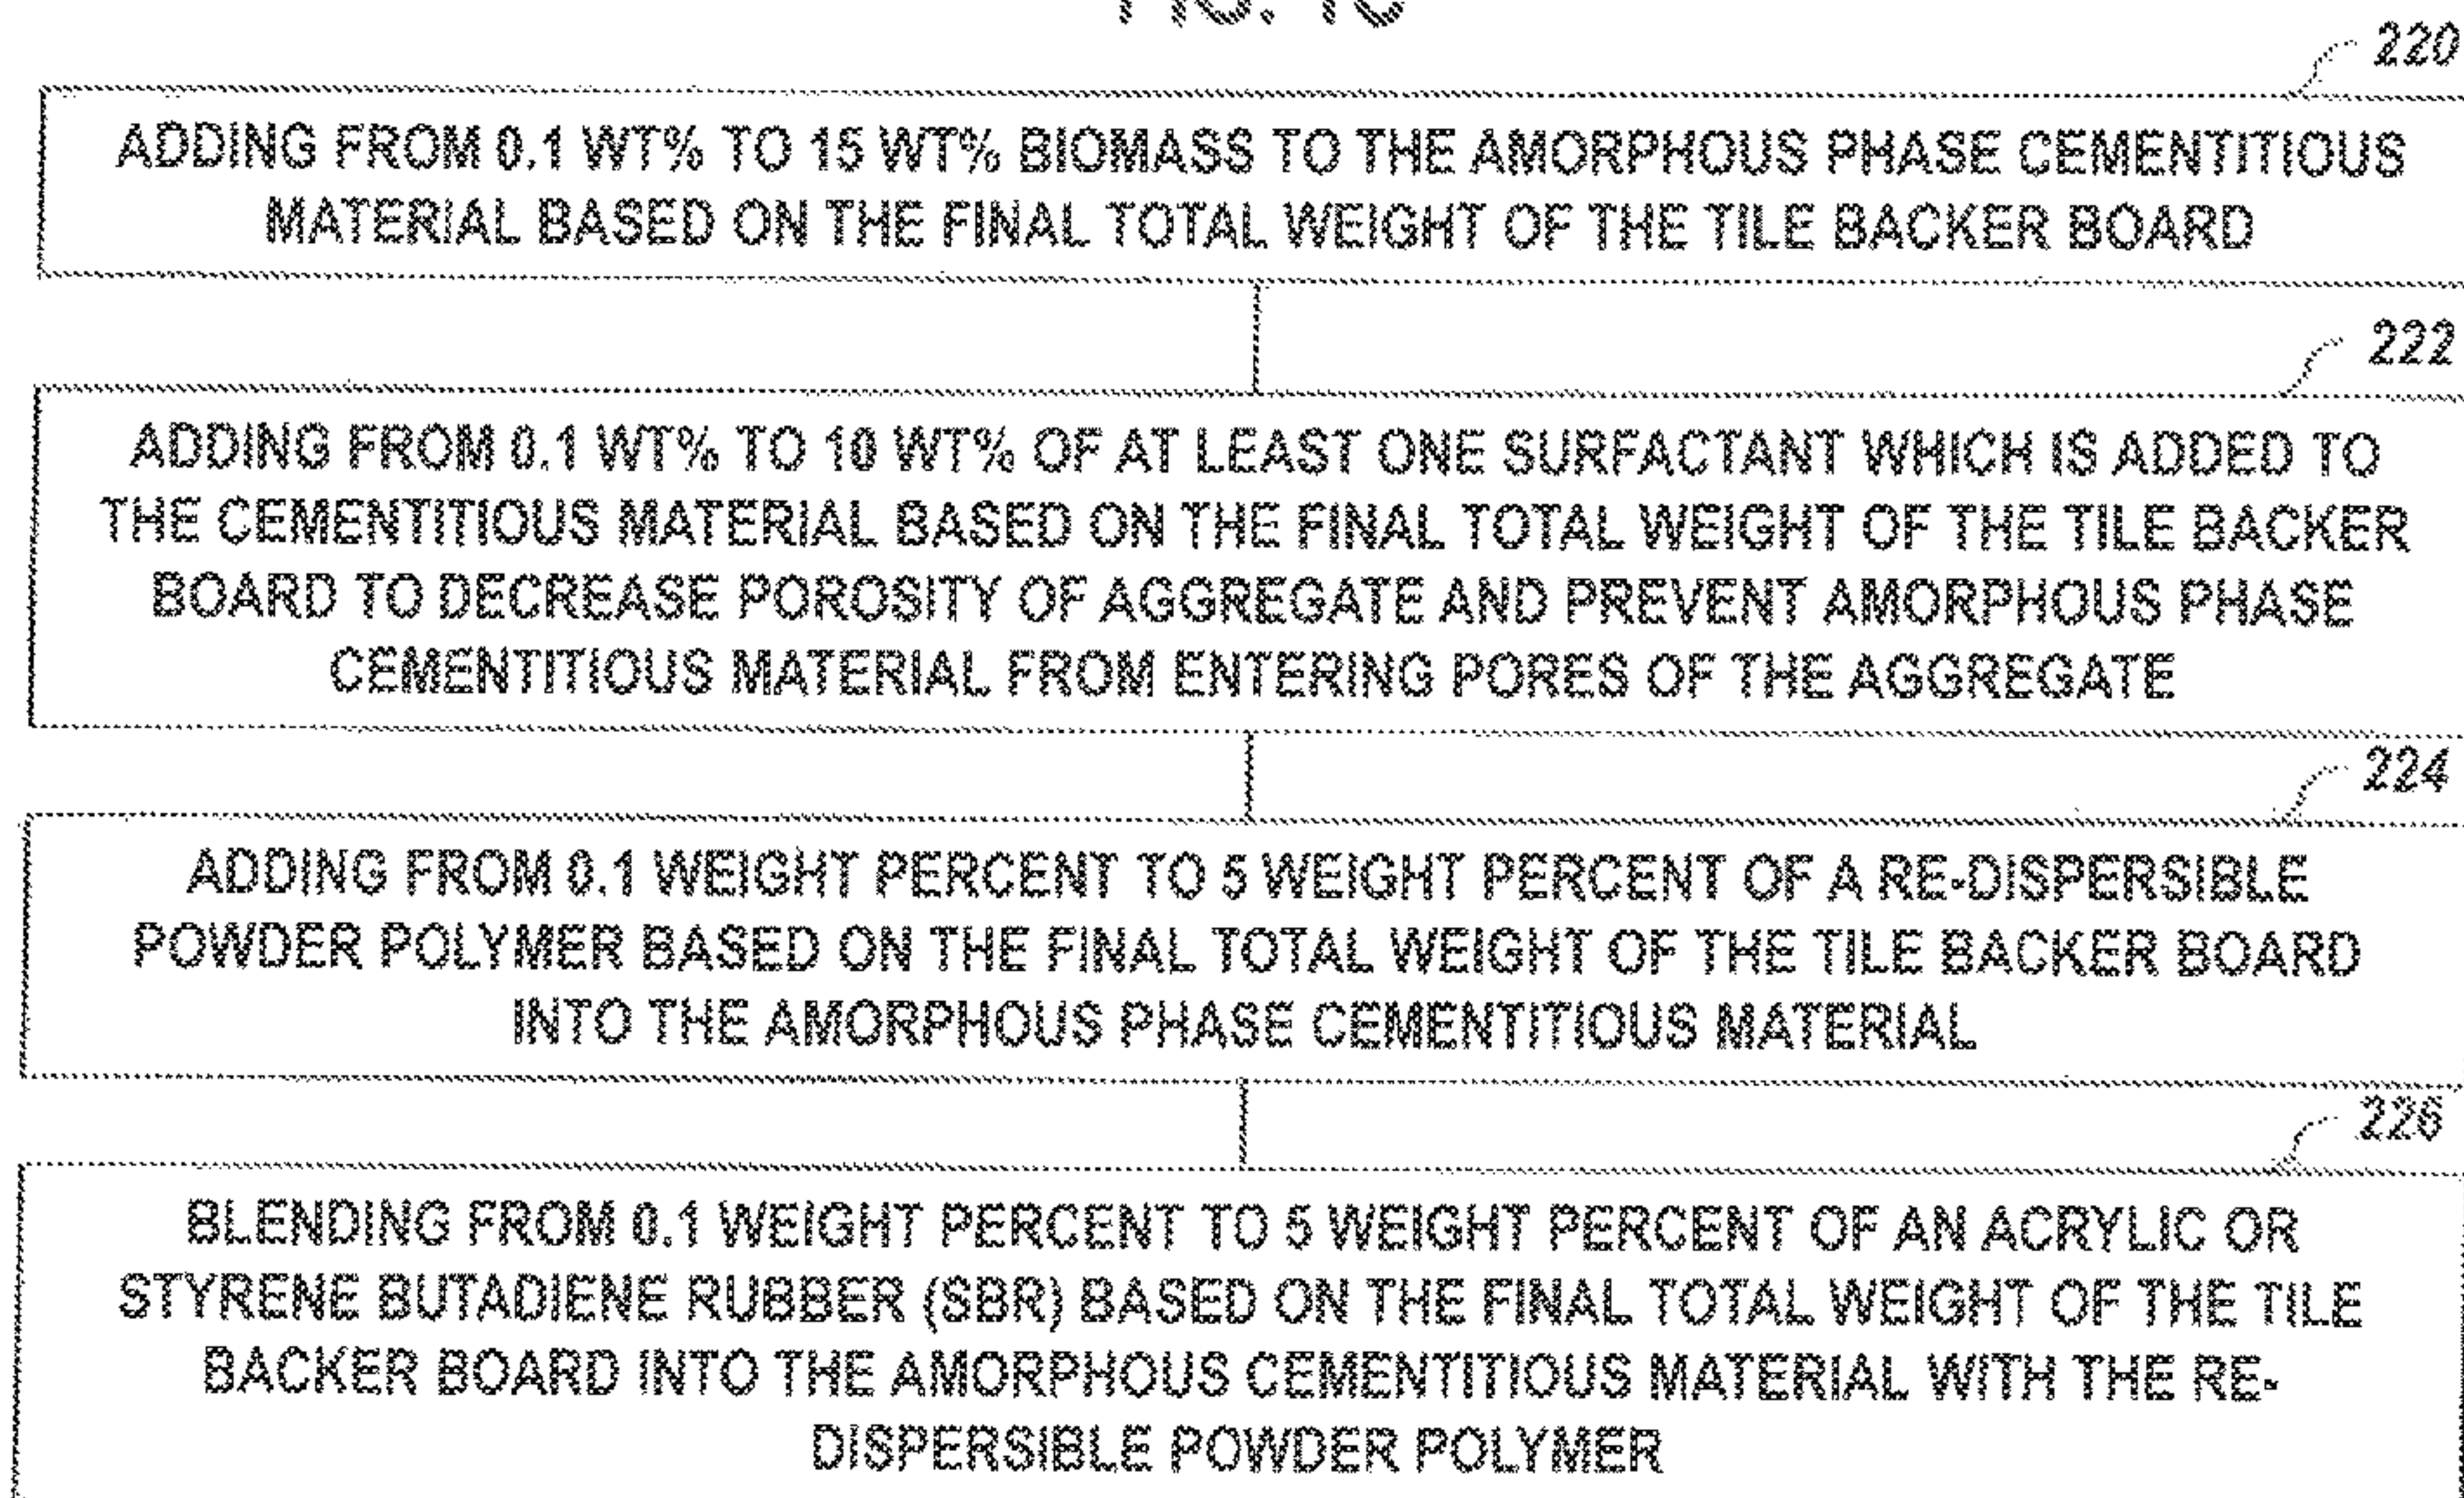 220
ADDING FROM 0.1 WT% TO 15 WT% BIOMASS TO THE AMORPHOUS PHASE CEMENTITIOUS
MATERIAL BASED ON THE FINAL TOTAL WEIGHT OF THE TILE BACKER BOARD
222
ADDING FROM 0.1 WT% TO 10 WT% OF AT LEAST ONE SURFACTANT WHICH IS ADDED TO
THE CEMENTITIOUS MATERIAL BASED ON THE FINAL TOTAL WEIGHT OF THE TILE BACKER
BOARD TO DECREASE POROSITY OF AGGREGATE AND PREVENT AMORPHOUS PHASE
CEMENTITIOUS MATERIAL FROM ENTERING PORES OF THE AGGREGATE
224
ADDING FROM 0.1 WEIGHT PERCENT TO 5 WEIGHT PERCENT OF A RE-DISPERSIBLE
POWDER POLYMER BASED ON THE FINAL TOTAL WEIGHT OF THE TILE BACKER BOARD
INTO THE AMORPHOUS PHASE CEMENTITIOUS MATERIAL
226
BLENDING FROM 0.1 WEIGHT PERCENT TO 5 WEIGHT PERCENT OF AN ACRYLIC OR
STYRENE BUTADIENE RUBBER (SBR) BASED ON THE FINAL TOTAL WEIGHT OF THE TILE
BACKER BOARD INTO THE AMORPHOUS CEMENTITIOUS MATERIAL WITH THE RE-
DISPERSIBLE POWDER POLYMER